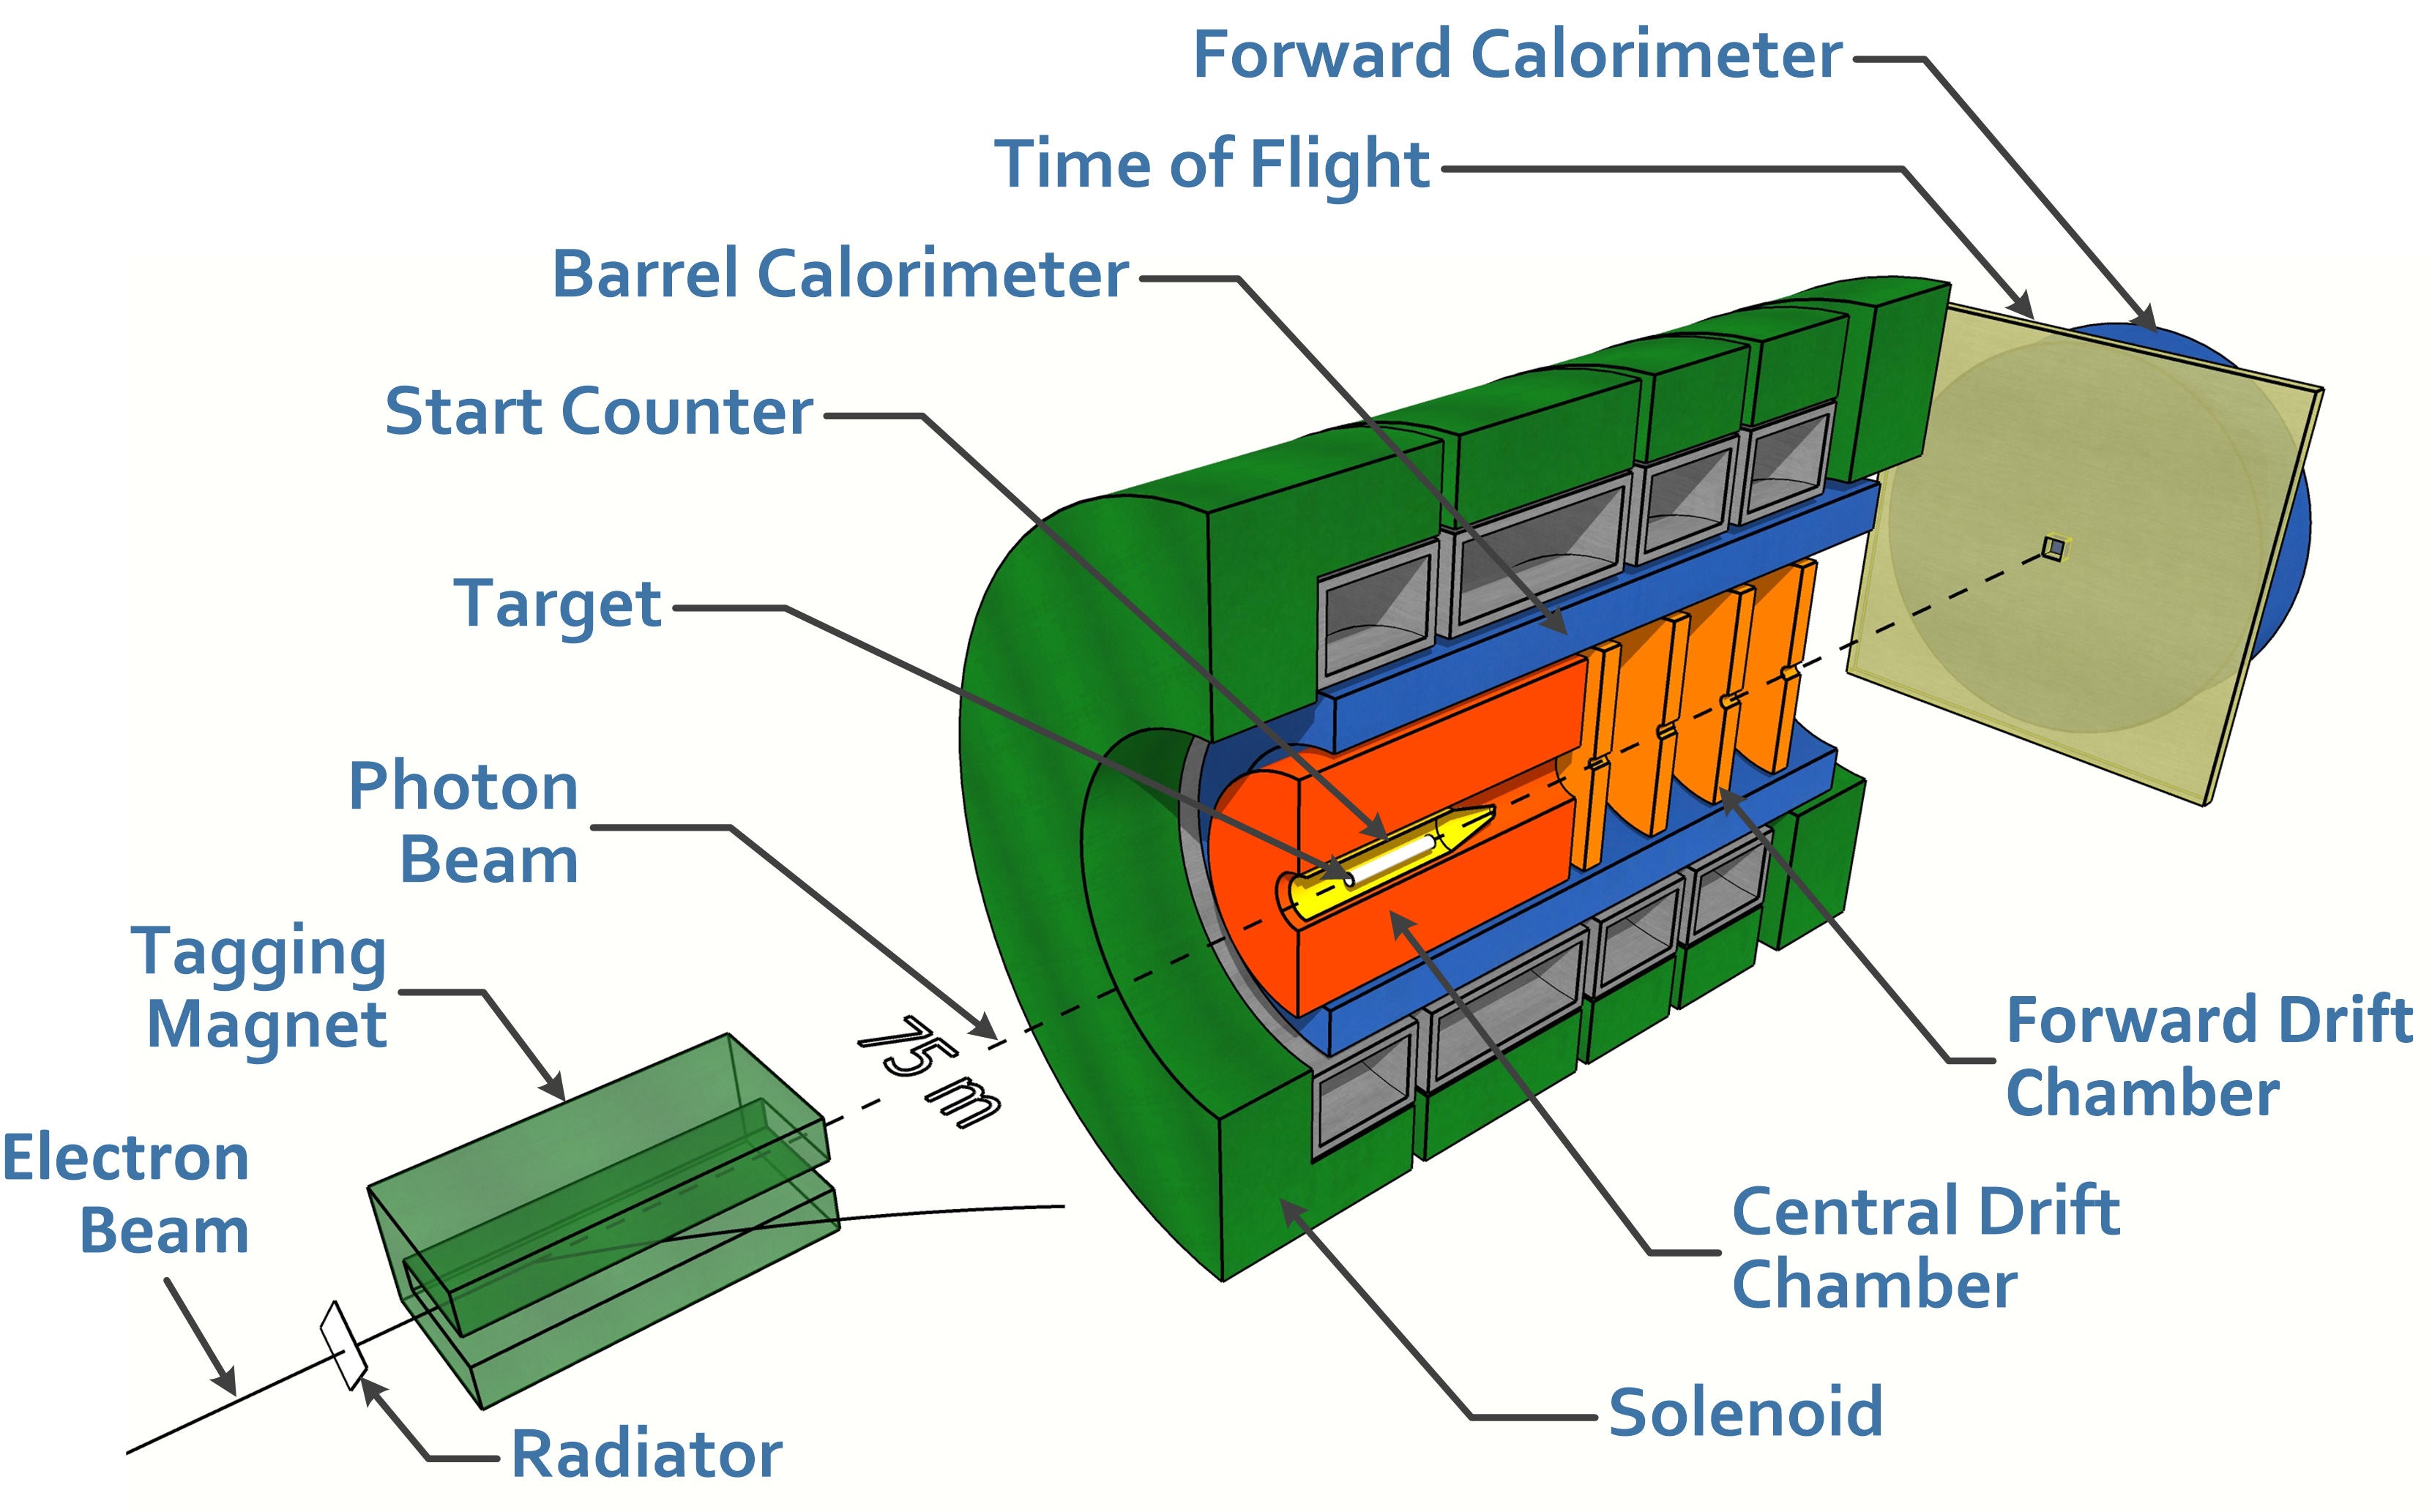 Forward Calorimeter
Time of Flight
Barrel Calorimeter
Start Counter
Target
Photon
Beam
Tagging
Magnet
75 m
Electron
Beam
Radiator
Forward Drift
Chamber
Central Drift
Chamber
Solenoid